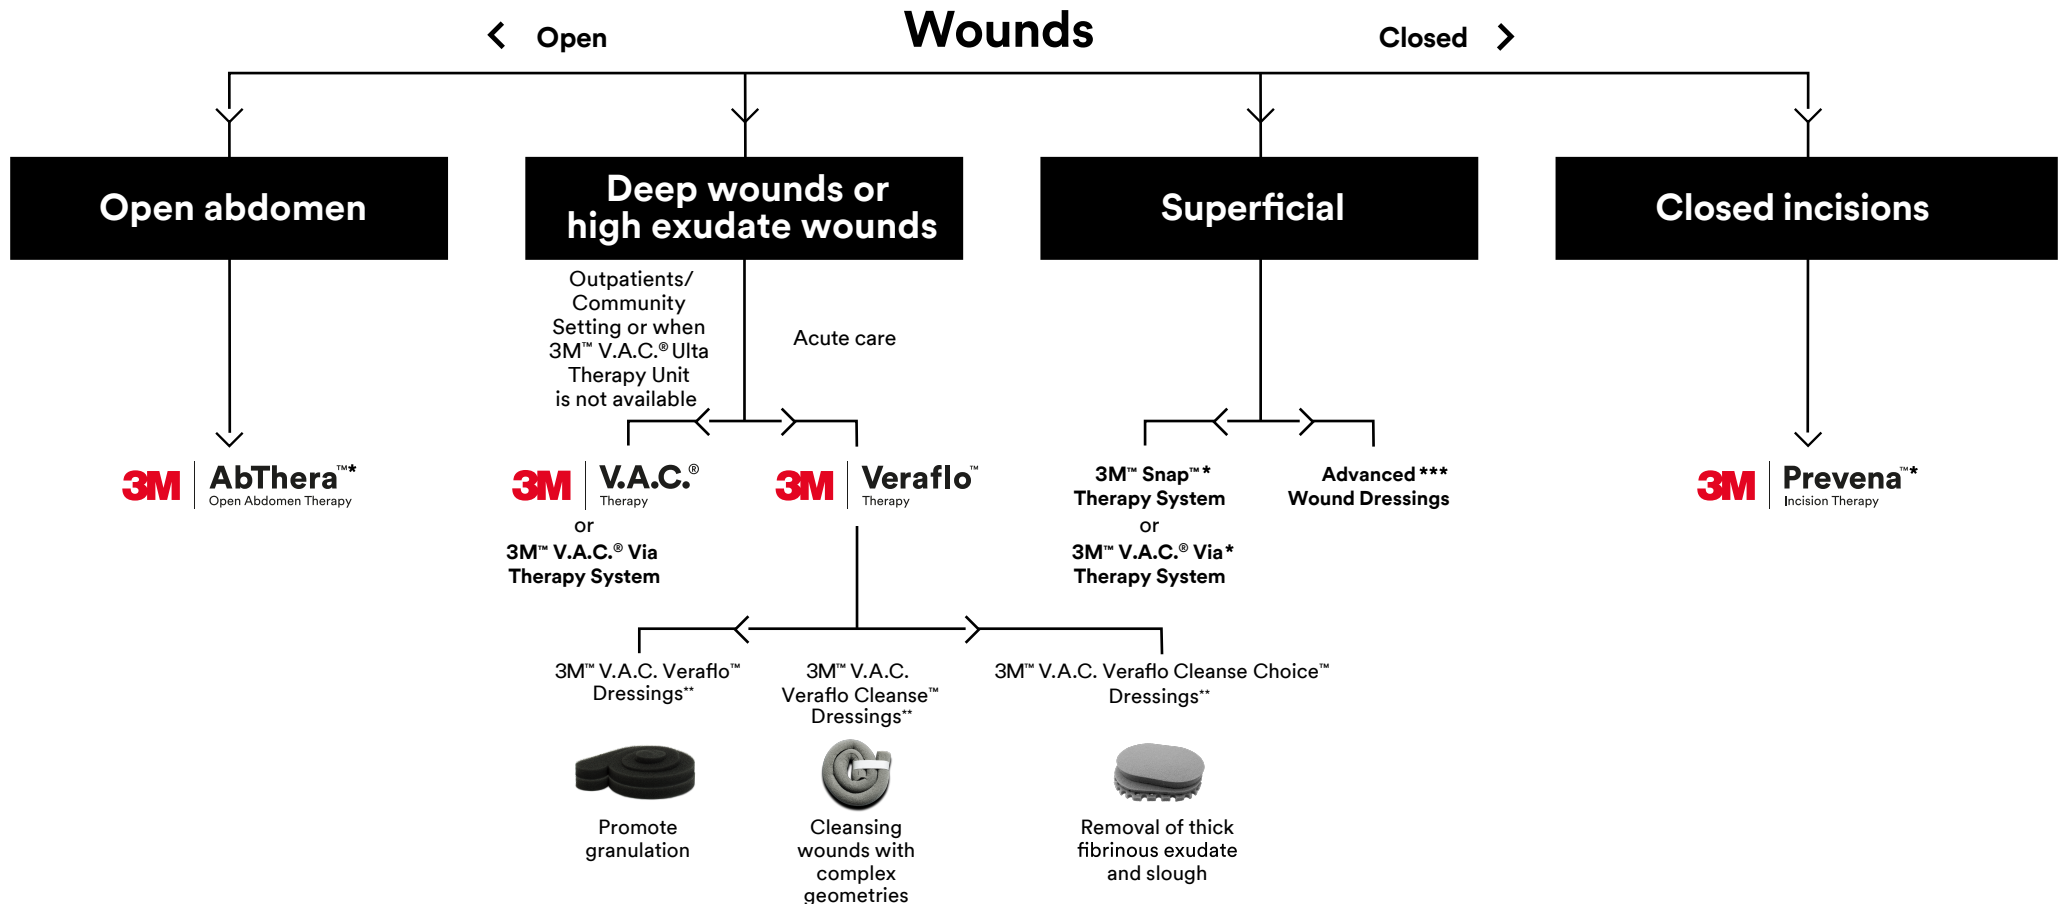 Wounds
Open
Closed
Open abdomen
Deep wounds or
high exudate wounds
Superficial
Closed incisions
Outpatients/
Community
Setting or when
3M™ V.A.C.® Ulta
Therapy Unit
is not available
Acute care
3M AbThera™*
Open Abdomen Therapy
3M V.A.C.®
Therapy
or
3M™ V.A.C.® Via
Therapy System
3M Veraflo™
Therapy
3M™ Snap™*
Therapy System
or
3M™ V.A.C.® Via*
Therapy System
Advanced***
Wound Dressings
3M Prevena™*
Incision Therapy
3M™ V.A.C. Veraflo™
Dressings**
3M™ V.A.C.
Veraflo Cleanse™
Dressings**
3M™ V.A.C. Veraflo Cleanse Choice™
Dressings**
Promote
granulation
Cleansing
wounds with
complex
geometries
Removal of thick
fibrinous exudate
and slough